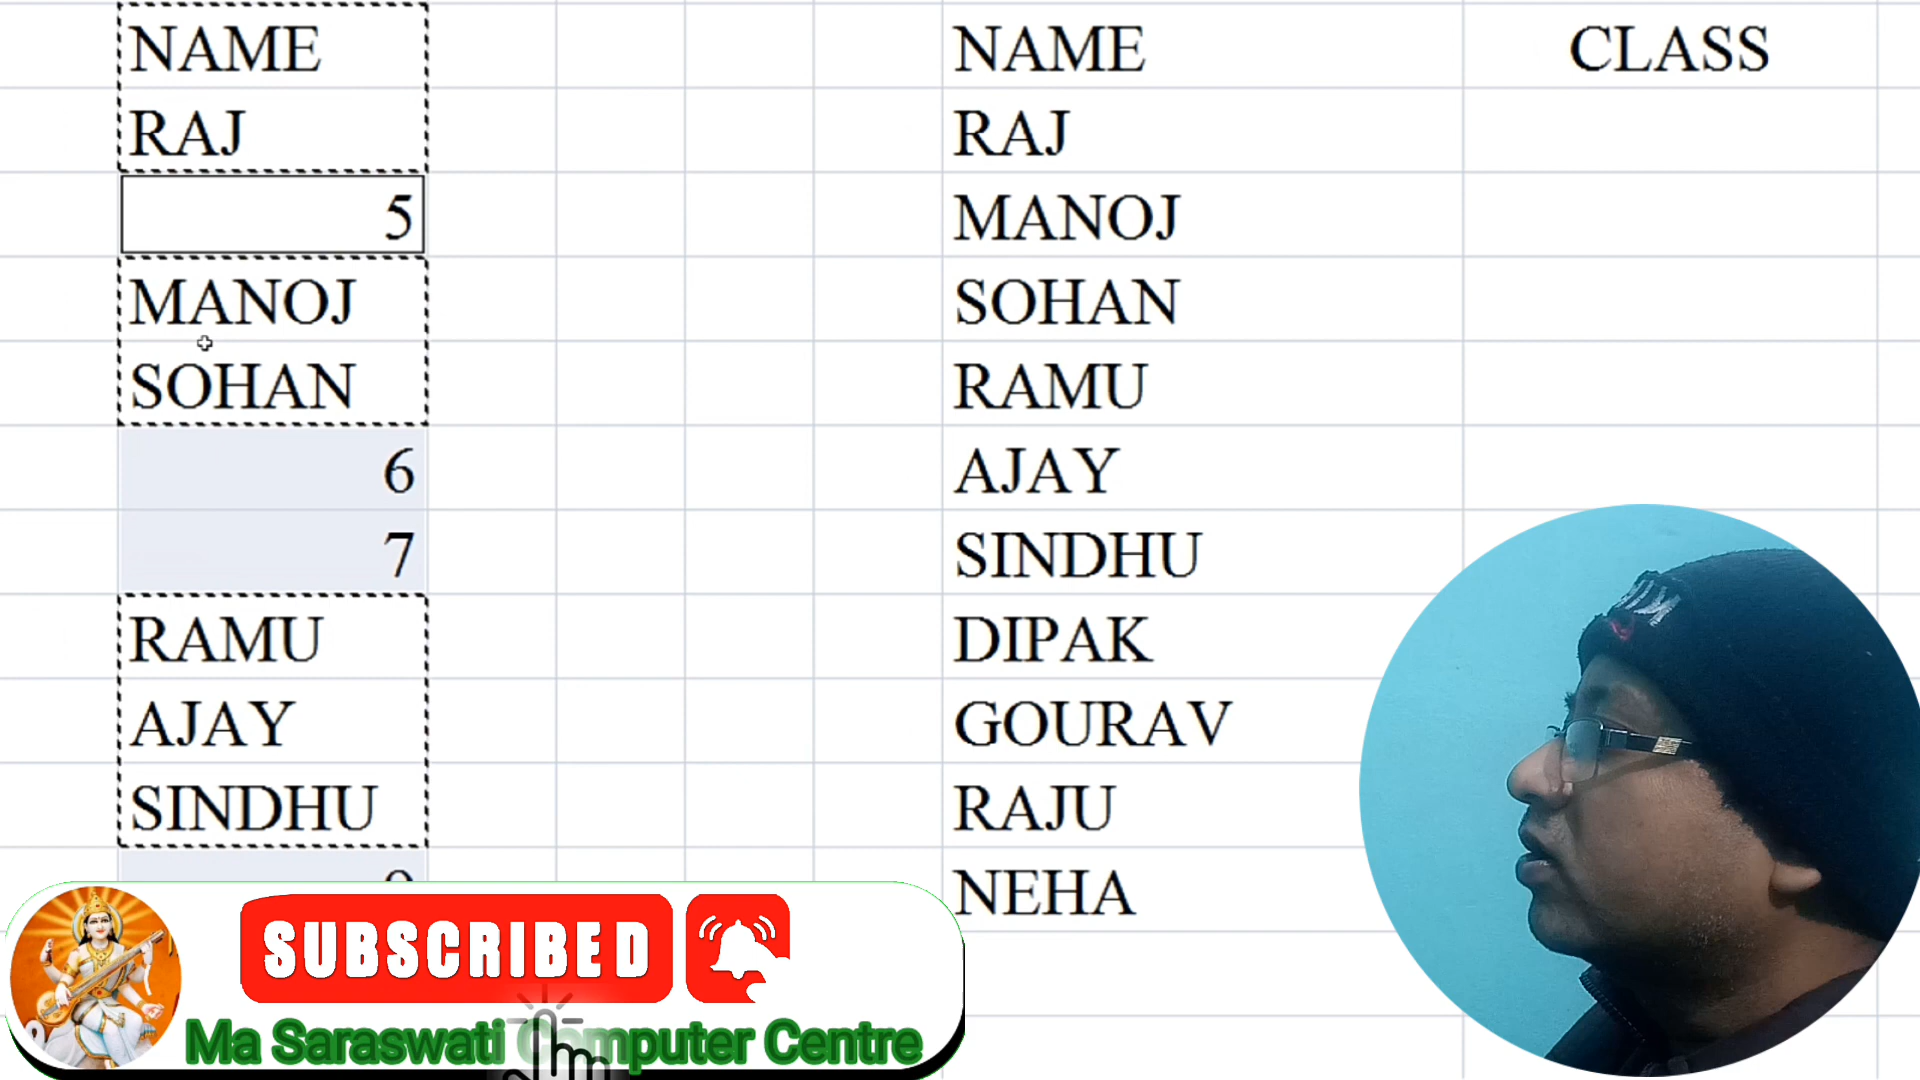 NAME
RAJ
5
MANOJ
SOHAN
6
7
RAMU
AJAY
SINDHU
NAME
RAJ
MANOJ
SOHAN
RAMU
AJAY
SINDHU
DIPAK
GOURAV
RAJU
NEHA
CLASS
SUBSCRIBED
Ma Saraswati Computer Centre